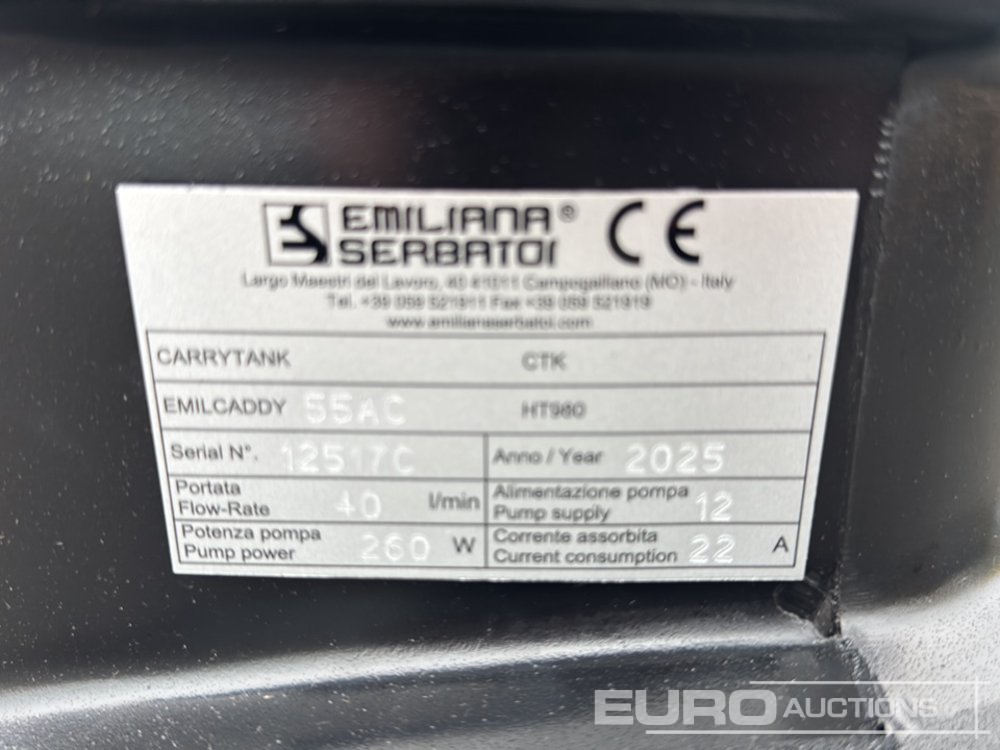 EMILIANA®
SERBATOI
CE
Largo Maestri del Lavoro, 40 41011 Campogalliano (MO) - Italy
Tel. +39 059 521911 Fax +39 059 521919
www.emilianaserbatoi.com
CARRYTANK CTK
EMILCADDY 55AC HT980
Serial N°. 12517C Anno / Year 2025
Portata
Flow-Rate 40 l/min
Alimentazione pompa
Pump supply 12
Potenza pompa
Pump power 260 W
Corrente assorbita
Current consumption 22 A
EURO AUCTIONS